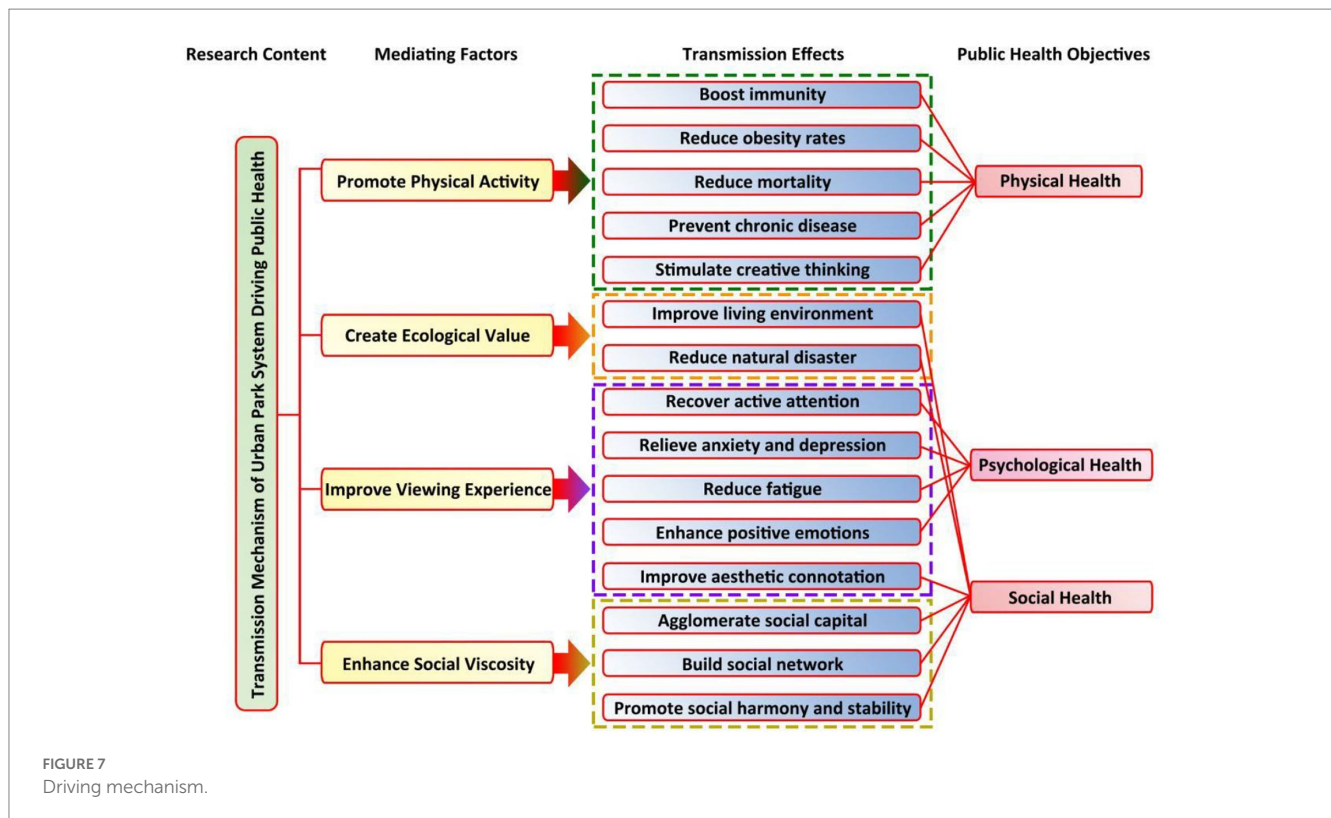 Research Content
Mediating Factors
Transmission Effects
Public Health Objectives
Transmission Mechanism of Urban Park System Driving Public Health
Promote Physical Activity
Create Ecological Value
Improve Viewing Experience
Enhance Social Viscosity
Boost immunity
Reduce obesity rates
Reduce mortality
Prevent chronic disease
Stimulate creative thinking
Improve living environment
Reduce natural disaster
Recover active attention
Relieve anxiety and depression
Reduce fatigue
Enhance positive emotions
Improve aesthetic connotation
Agglomerate social capital
Build social network
Promote social harmony and stability
Physical Health
Psychological Health
Social Health
FIGURE 7
Driving mechanism.